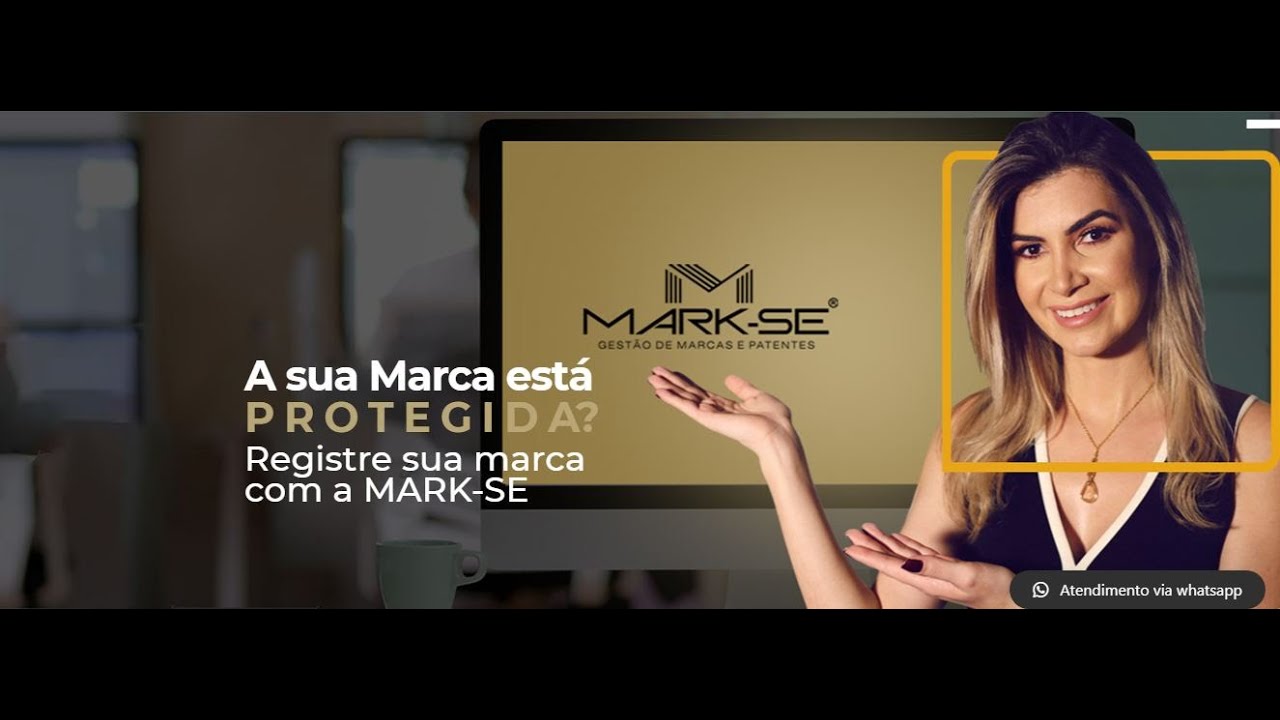 MARK-SE®
GESTÃO DE MARCAS E PATENTES
A sua Marca está
PROTEGIDA?
Registre sua marca
com a MARK-SE
Atendimento via whatsapp